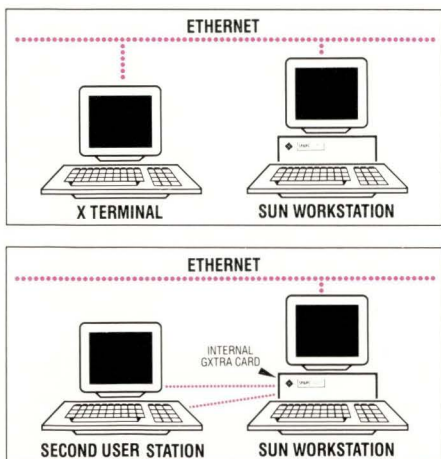 ETHERNET
X TERMINAL
SUN WORKSTATION
ETHERNET
INTERNAL
GXTRA CARD
SECOND USER STATION
SUN WORKSTATION